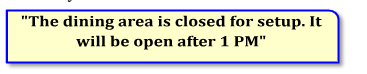 "The dining area is closed for setup. It
will be open after 1 PM"